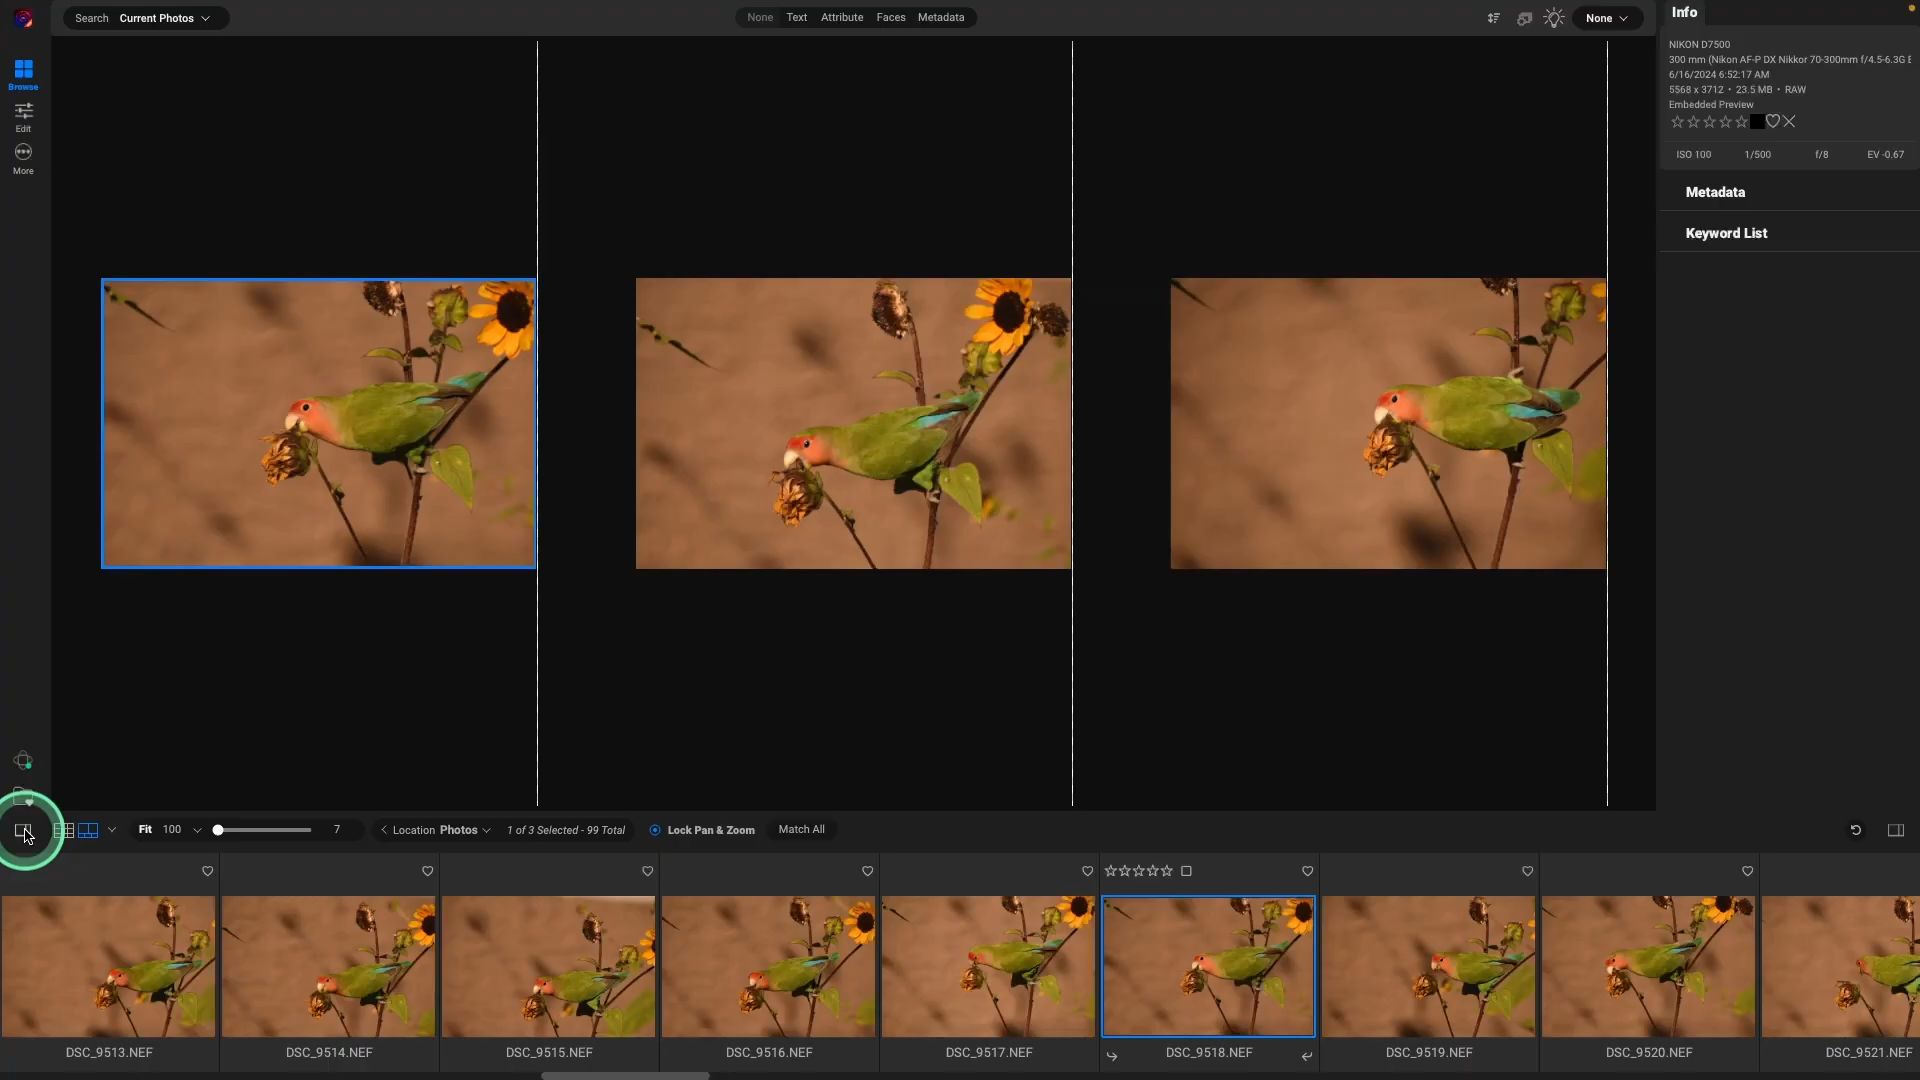 Search Current Photos
None Text Attribute Faces Metadata
None
Info
NIKON D7500
300 mm (Nikon AF-P DX Nikkor 70-300mm f/4.5-6.3G E
6/16/2024 6:52:17 AM
5568 x 3712 • 23.5 MB • RAW
Embedded Preview
ISO 100 1/500 f/8 EV -0.67
Metadata
Keyword List
Browse
Edit
More
Fit 100 7 Location Photos 1 of 3 Selected - 99 Total Lock Pan & Zoom Match All
DSC_9513.NEF DSC_9514.NEF DSC_9515.NEF DSC_9516.NEF DSC_9517.NEF DSC_9518.NEF DSC_9519.NEF DSC_9520.NEF DSC_9521.NEF